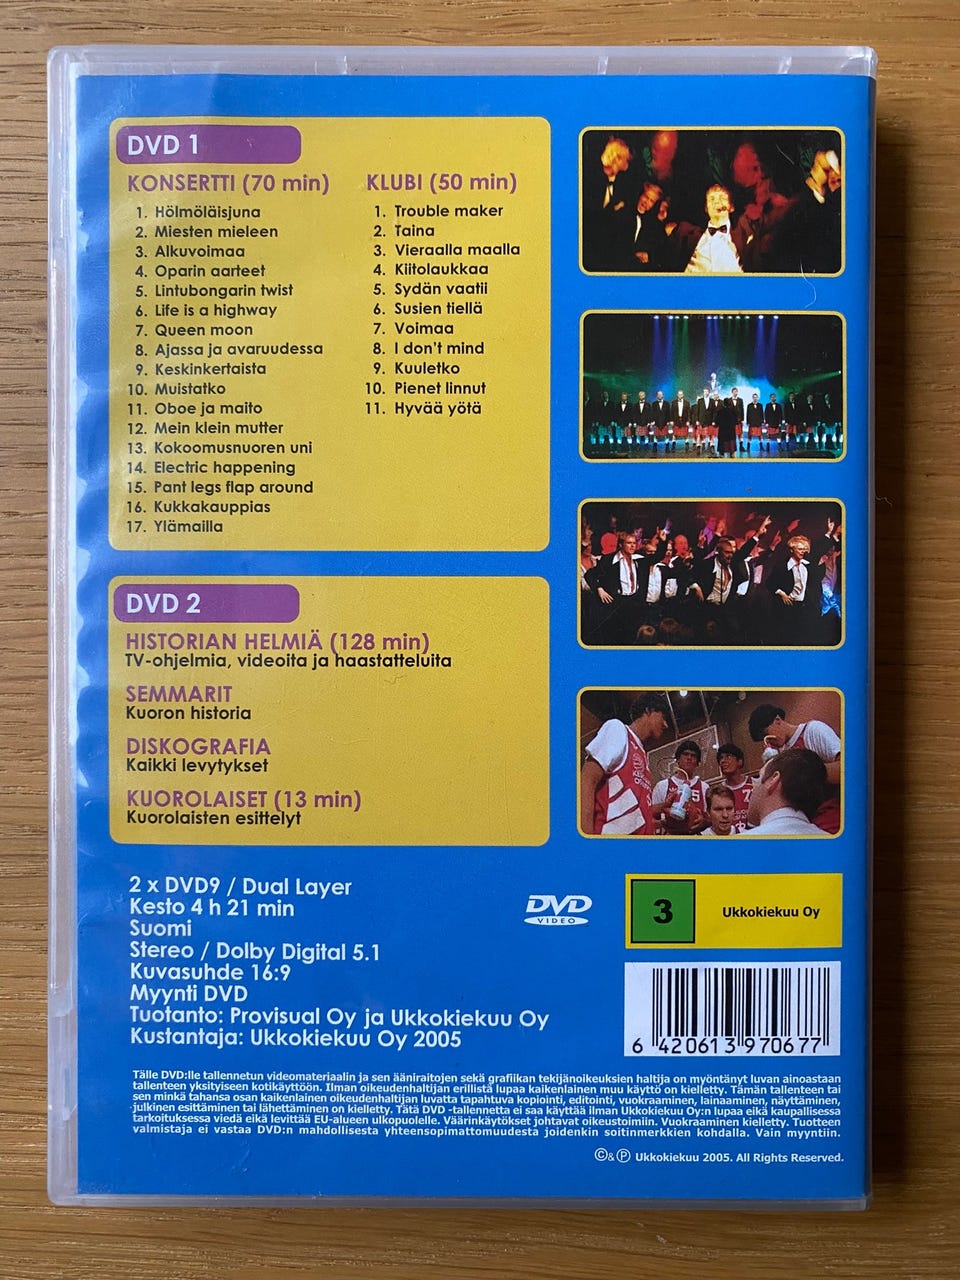 DVD 1
KONSERTTI (70 min)
1. Hölmöläisjuna
2. Miesten mieleen
3. Alkuvoimaa
4. Oparin aarteet
5. Lintubongarin twist
6. Life is a highway
7. Queen moon
8. Ajassa ja avaruudessa
9. Keskinkertaista
10. Muistatko
11. Oboe ja maito
12. Mein klein mutter
13. Kokoomusnuoren uni
14. Electric happening
15. Pant legs flap around
16. Kukkakauppias
17. Ylämailla
KLUBI (50 min)
1. Trouble maker
2. Taina
3. Vieraalla maalla
4. Kiitolaukkaa
5. Sydän vaatii
6. Susien tiellä
7. Voimaa
8. I don't mind
9. Kuuletko
10. Pienet linnut
11. Hyvää yötä
DVD 2
HISTORIAN HELMIÄ (128 min)
TV-ohjelmia, videoita ja haastatteluita
SEMMARIT
Kuoron historia
DISKOGRAFIA
Kaikki levytykset
KUOROLAISET (13 min)
Kuorolaisten esittelyt
2 x DVD9 / Dual Layer
Kesto 4 h 21 min
Suomi
Stereo / Dolby Digital 5.1
Kuvasuhde 16:9
Myynti DVD
Tuotanto: Provisual Oy ja Ukkokiekuu Oy
Kustantaja: Ukkokiekuu Oy 2005
DVD
VIDEO
3
Ukkokiekuu Oy
6 420613 970677
Tälle DVD:lle tallennetun videomateriaalin ja sen ääniraitojen sekä grafiikan tekijänoikeuksien haltija on myöntänyt luvan ainoastaan
tallenteen yksityiseen kotikäyttöön. Ilman oikeudenhaltijan erillistä lupaa kaikenlainen muu käyttö on kielletty. Tämän tallenteen tai
sen minkä tahansa osan kaikenlainen oikeudenhaltijan luvatta tapahtuva kopiointi, editointi, vuokraaminen, lainaaminen, näyttäminen,
julkinen esittäminen tai lähettäminen on kielletty. Tätä DVD -tallennetta ei saa käyttää ilman Ukkokiekuu Oy:n lupaa eikä kaupallisessa
tarkoituksessa viedä eikä levittää EU-alueen ulkopuolelle. Väärinkäytökset johtavat oikeustoimiin. Vuokraaminen kielletty. Tuotteen
valmistaja ei vastaa DVD:n mahdollisesta yhteensopimattomuudesta joidenkin soitinmerkkien kohdalla. Vain myyntiin.
©&℗ Ukkokiekuu 2005. All Rights Reserved.